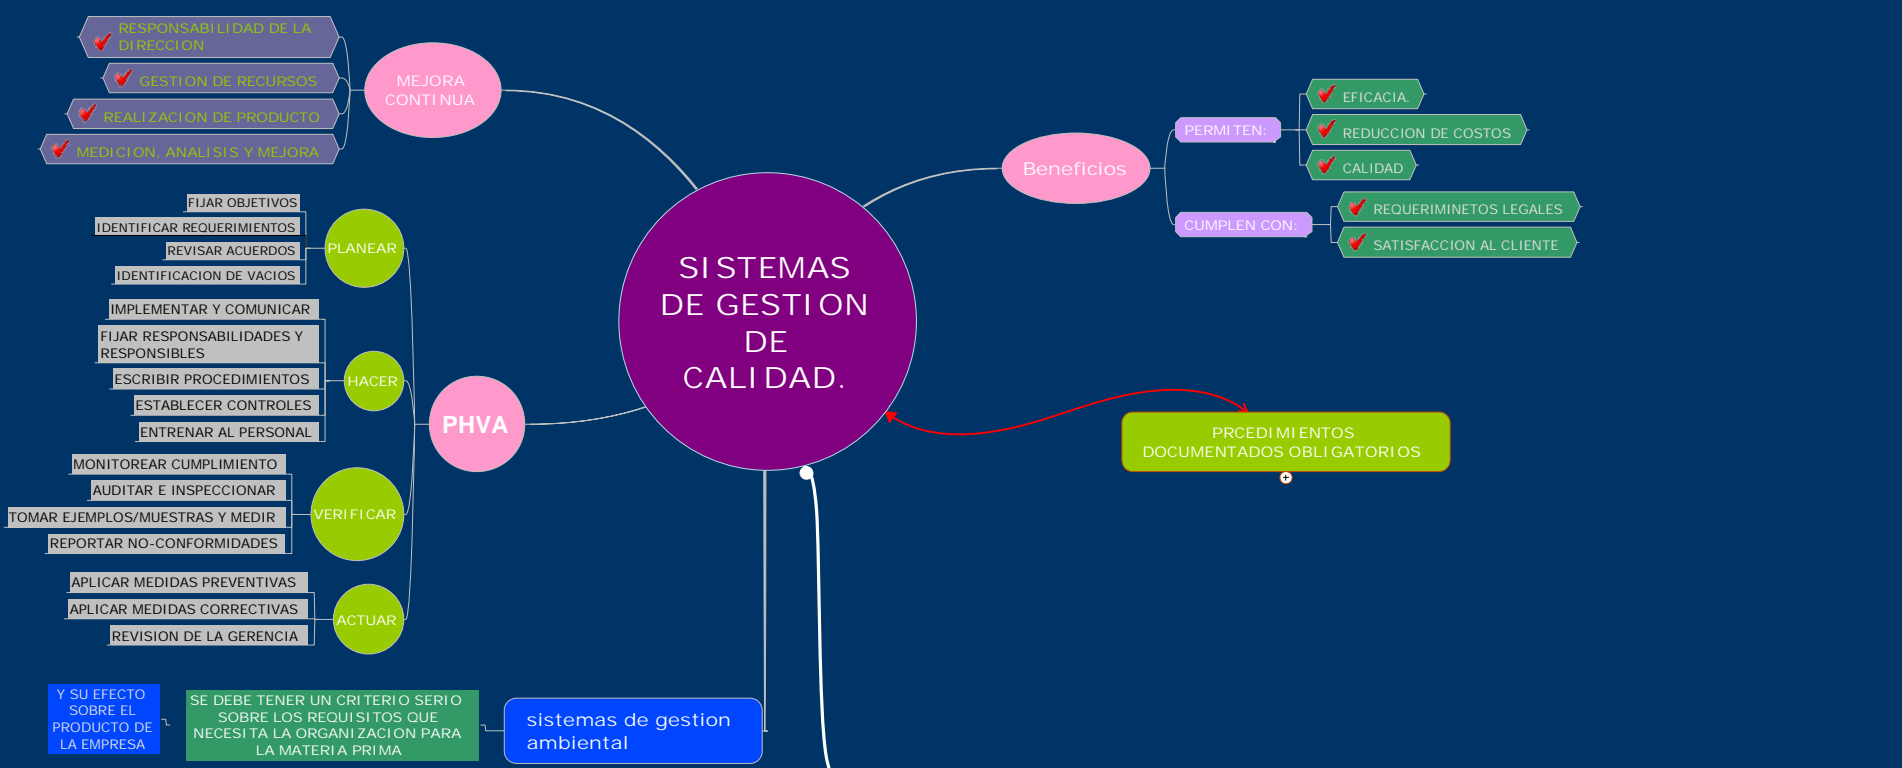 RESPONSABILIDAD DE LA
DIRECCION
GESTION DE RECURSOS
REALIZACION DE PRODUCTO
MEDICION, ANALISIS Y MEJORA
MEJORA
CONTINUA
FIJAR OBJETIVOS
IDENTIFICAR REQUERIMIENTOS
REVISAR ACUERDOS
IDENTIFICACION DE VACIOS
PLANEAR
IMPLEMENTAR Y COMUNICAR
FIJAR RESPONSABILIDADES Y
RESPONSIBLES
ESCRIBIR PROCEDIMIENTOS
ESTABLECER CONTROLES
ENTRENAR AL PERSONAL
HACER
PHVA
MONITOREAR CUMPLIMIENTO
AUDITAR E INSPECCIONAR
TOMAR EJEMPLOS/MUESTRAS Y MEDIR
REPORTAR NO-CONFORMIDADES
VERIFICAR
APLICAR MEDIDAS PREVENTIVAS
APLICAR MEDIDAS CORRECTIVAS
REVISION DE LA GERENCIA
ACTUAR
Y SU EFECTO
SOBRE EL
PRODUCTO DE
LA EMPRESA
SE DEBE TENER UN CRITERIO SERIO
SOBRE LOS REQUISITOS QUE
NECESITA LA ORGANIZACION PARA
LA MATERIA PRIMA
sistemas de gestion
ambiental
SISTEMAS
DE GESTION
DE
CALIDAD.
Beneficios
PERMITEN:
EFICACIA.
REDUCCION DE COSTOS
CALIDAD
CUMPLEN CON:
REQUERIMINETOS LEGALES
SATISFACCION AL CLIENTE
PRCEDIMIENTOS
DOCUMENTADOS OBLIGATORIOS